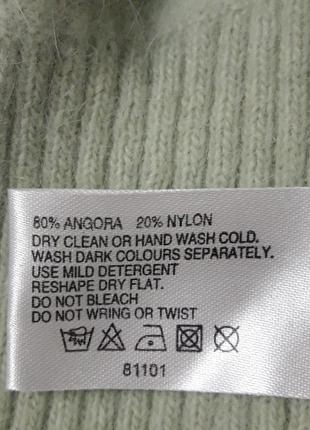 80% ANGORA 20% NYLON
DRY CLEAN OR HAND WASH COLD.
WASH DARK COLOURS SEPARATELY.
USE MILD DETERGENT
RESHAPE DRY FLAT.
DO NOT BLEACH
DO NOT WRING OR TWIST
81101